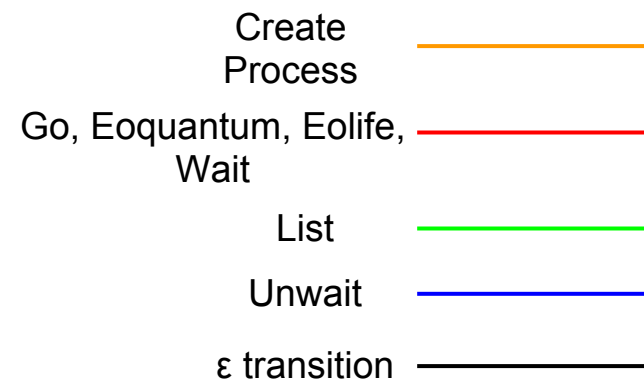 Create
Process
Go, Eoquantum, Eolife,
Wait
List
Unwait
ε transition